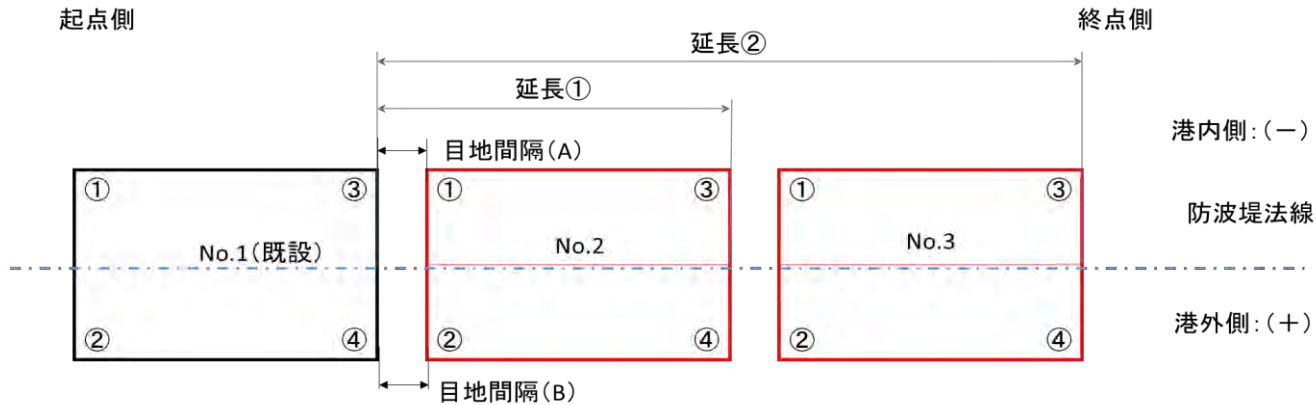 起点側
終点側
延長②
延長①
港内側:(－)
目地間隔(A)
① ③ ① ③ ① ③
防波堤法線
No.1(既設) No.2 No.3
② ④ ② ④ ② ④
港外側:(＋)
目地間隔(B)